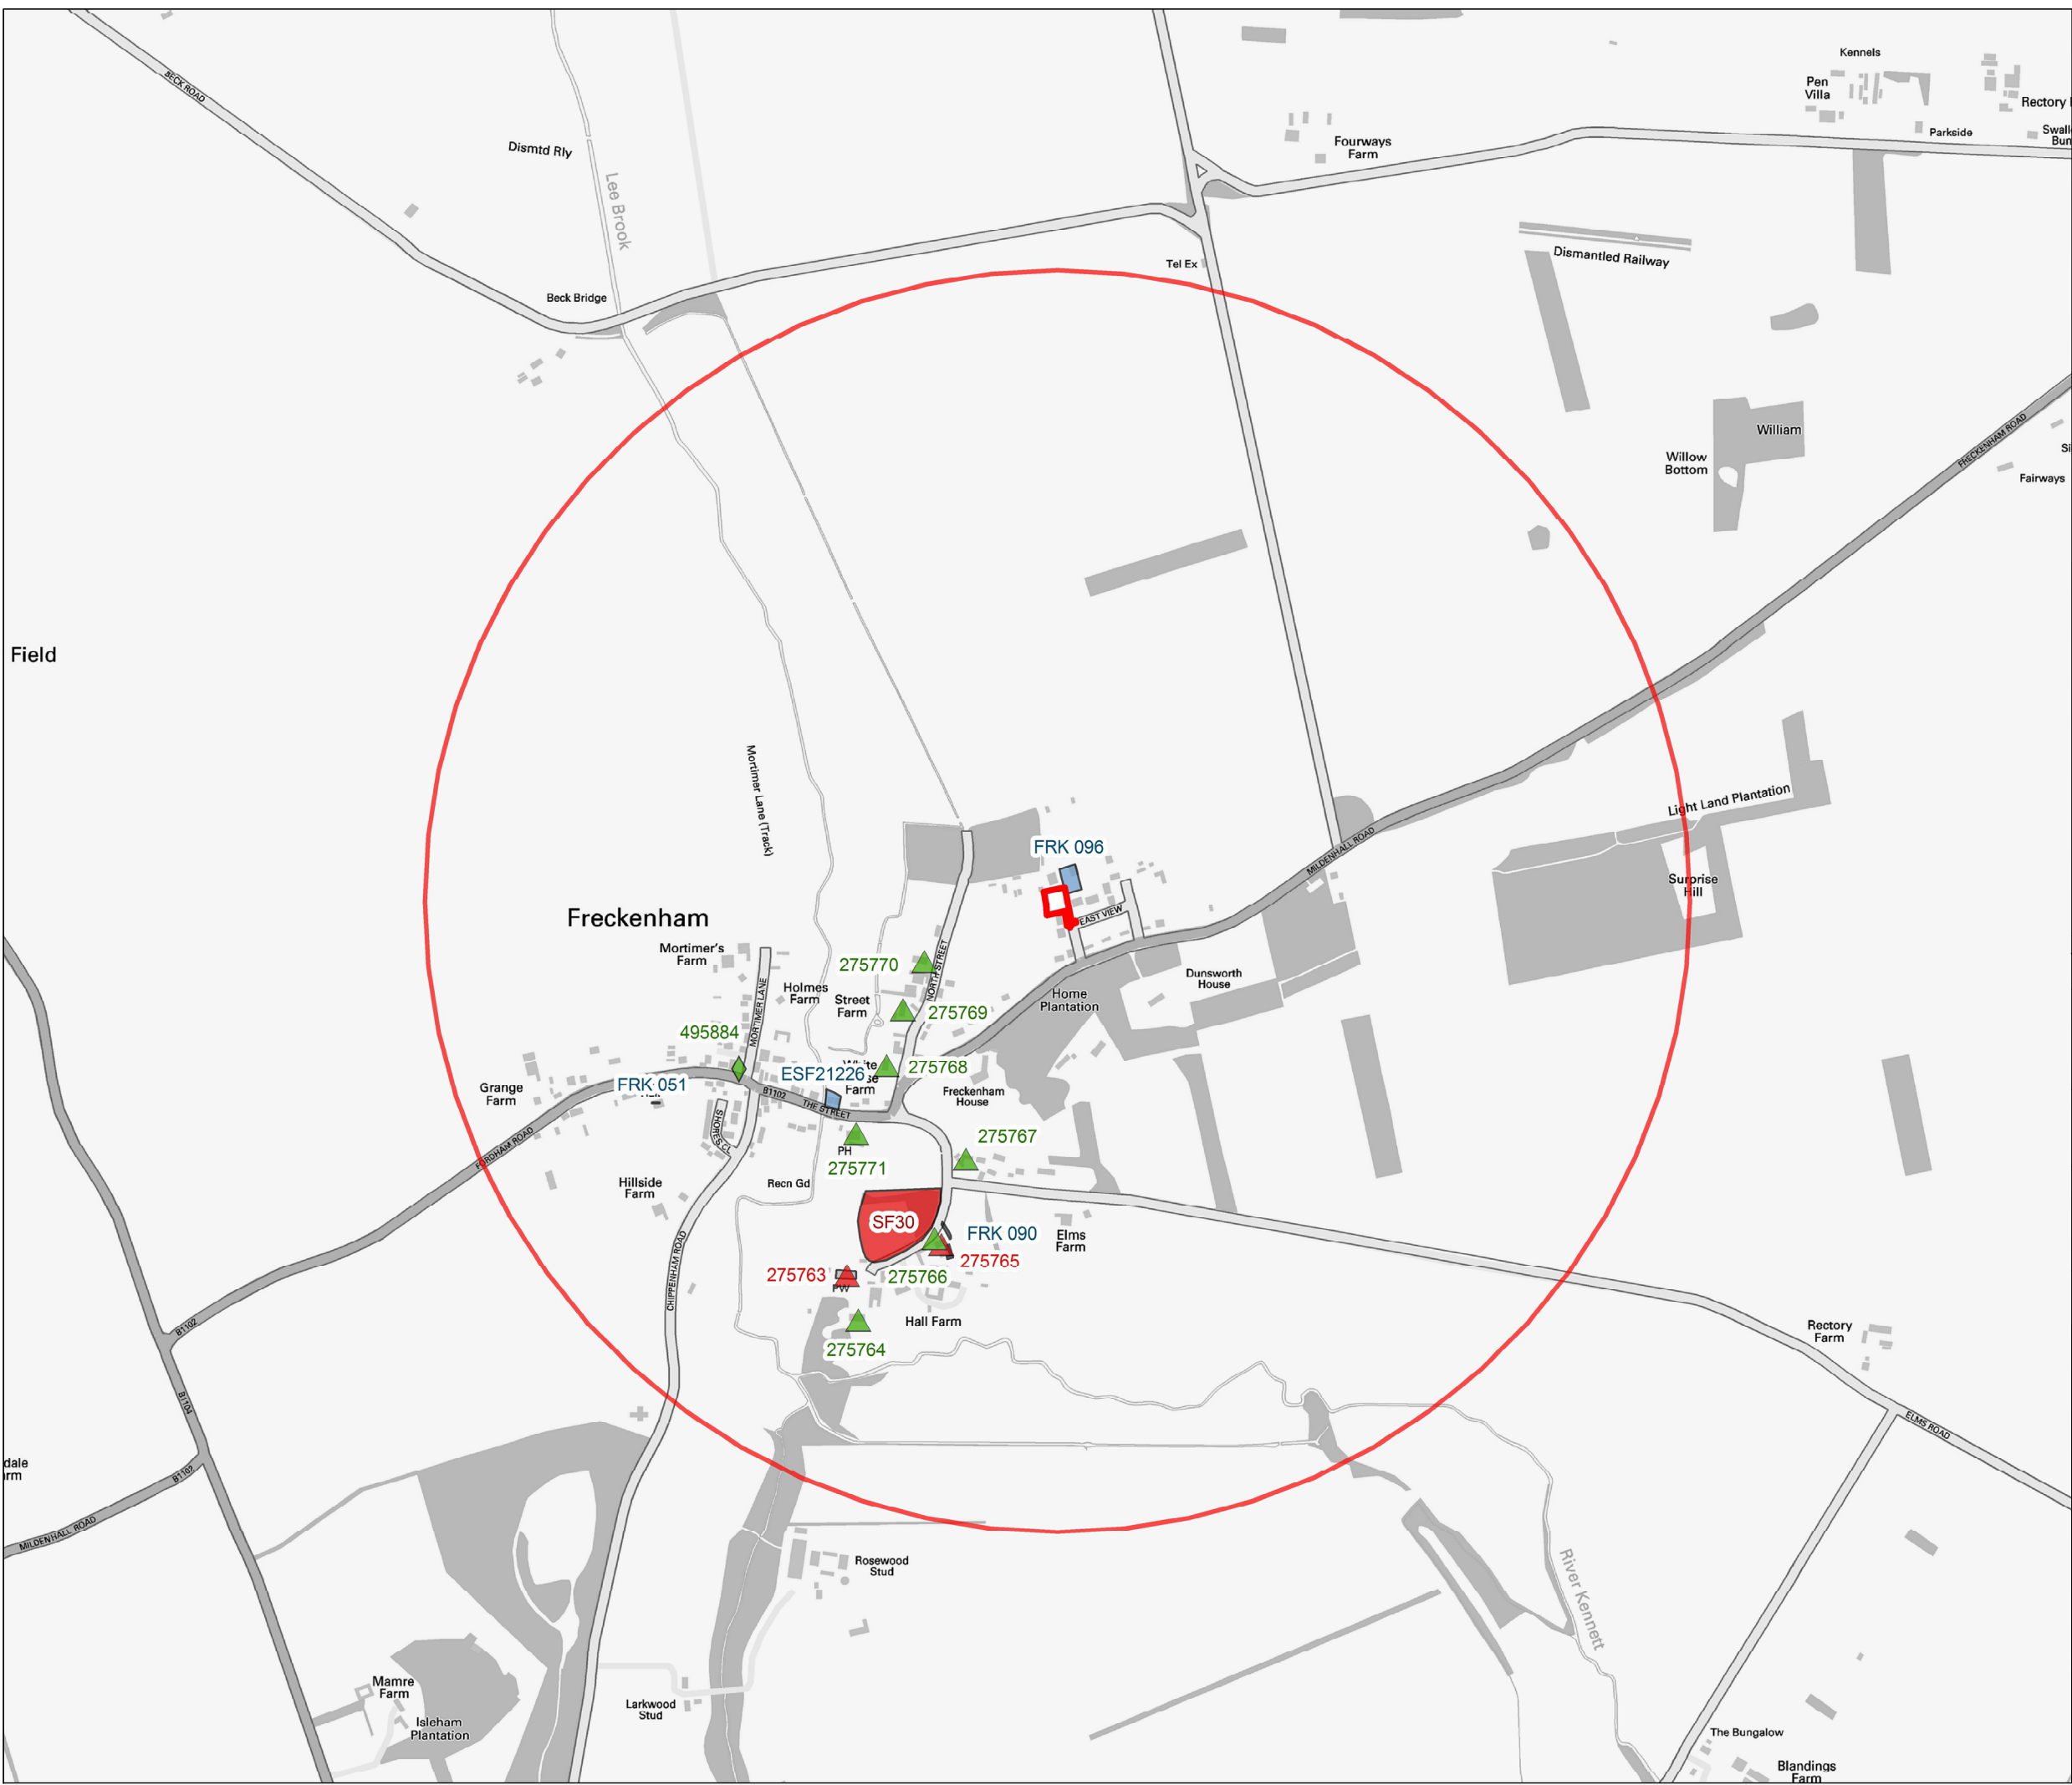 Kennels
Pen
Villa
Rectory
Parkside
Swall
Bun
BECK ROAD
Dismtd Rly
Fourways
Farm
Lee Brook
Dismantled Railway
Tel Ex
Beck Bridge
William
Willow
Bottom
FRECKENHAM ROAD
Si
Fairways
Field
Mortimer Lane (Track)
Light Land Plantation
MILDENHALL ROAD
FRK 096
Surprise
Hill
EAST VIEW
Freckenham
Mortimer's
Farm
275770
NORTH STREET
Dunsworth
House
Holmes
Farm
Street
Farm
Home
Plantation
275769
MORTIMER LANE
495884
275768
ESF21226
White
Farm
FRK 051
Grange
Farm
B1102
THE STREET
Freckenham
House
SHORES CL
FORDHAM ROAD
PH
275767
275771
Recn Gd
Hillside
Farm
SF30
FRK 090
Elms
Farm
275765
275763
275766
PW
CHIPPENHAM ROAD
Hall Farm
275764
B1102
Rectory
Farm
B1104
ELMS ROAD
dale
arm
B1102
MILDENHALL ROAD
Rosewood
Stud
River Kennett
Mamre
Farm
Larkwood
Stud
Isleham
Plantation
The Bungalow
Blandings
Farm